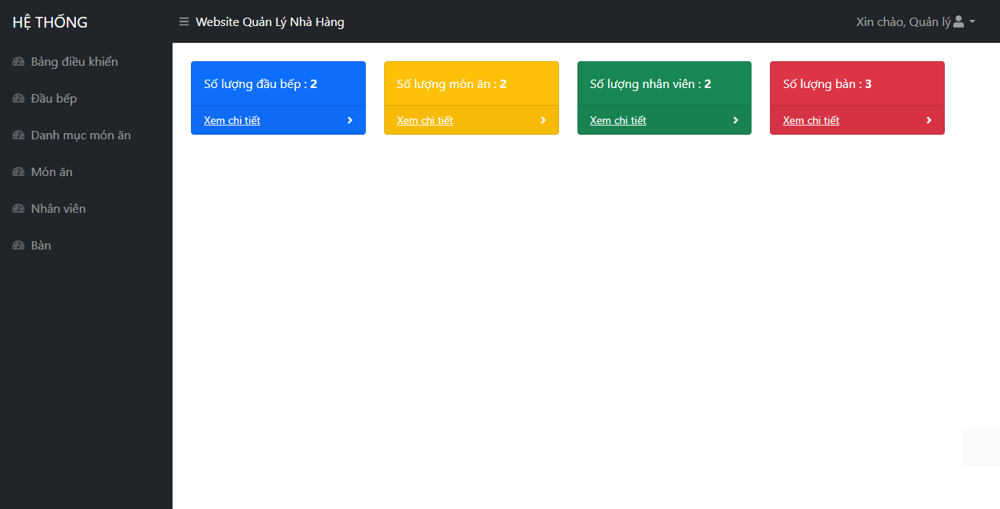 HỆ THỐNG
Website Quản Lý Nhà Hàng
Xin chào, Quản lý
Bảng điều khiển
Đầu bếp
Danh mục món ăn
Món ăn
Nhân viên
Bàn
Số lượng đầu bếp : 2
Xem chi tiết
Số lượng món ăn : 2
Xem chi tiết
Số lượng nhân viên : 2
Xem chi tiết
Số lượng bàn : 3
Xem chi tiết